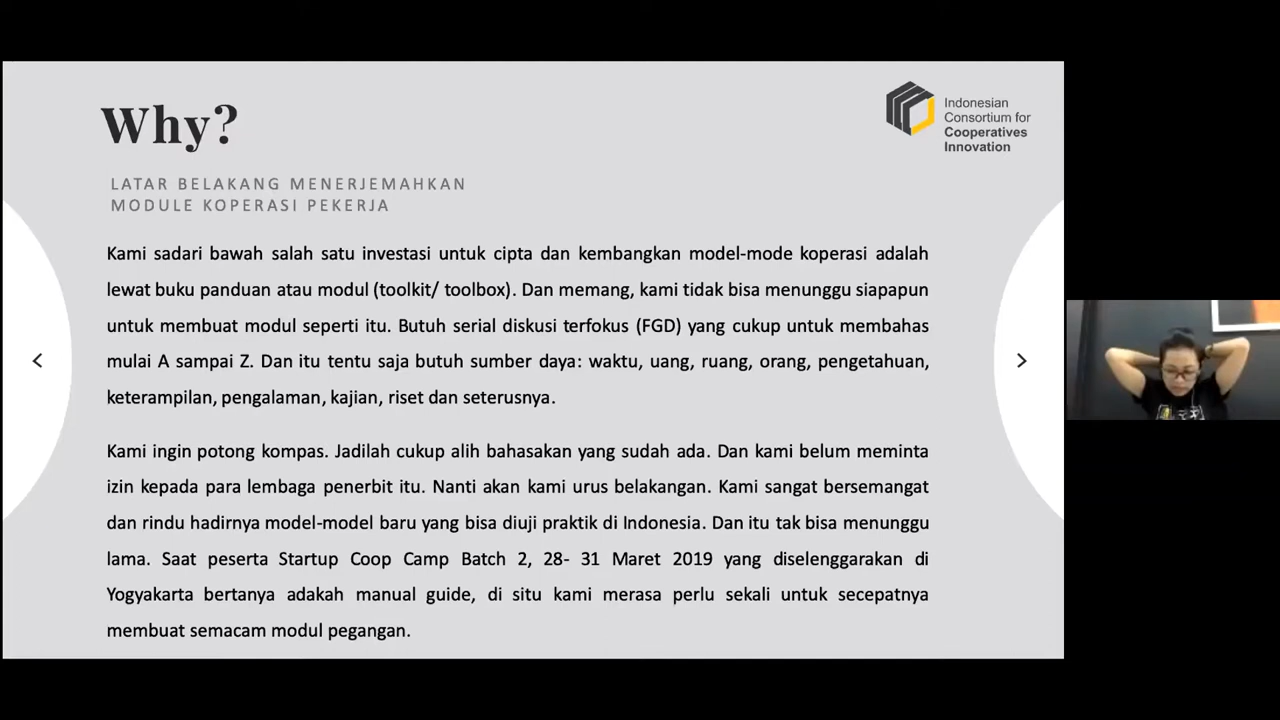 Why?
Indonesian
Consortium for
Cooperatives
Innovation
LATAR BELAKANG MENERJEMAHKAN
MODULE KOPERASI PEKERJA
Kami sadari bawah salah satu investasi untuk cipta dan kembangkan model-mode koperasi adalah
lewat buku panduan atau modul (toolkit/ toolbox). Dan memang, kami tidak bisa menunggu siapapun
untuk membuat modul seperti itu. Butuh serial diskusi terfokus (FGD) yang cukup untuk membahas
mulai A sampai Z. Dan itu tentu saja butuh sumber daya: waktu, uang, ruang, orang, pengetahuan,
keterampilan, pengalaman, kajian, riset dan seterusnya.
Kami ingin potong kompas. Jadilah cukup alih bahasakan yang sudah ada. Dan kami belum meminta
izin kepada para lembaga penerbit itu. Nanti akan kami urus belakangan. Kami sangat bersemangat
dan rindu hadirnya model-model baru yang bisa diuji praktik di Indonesia. Dan itu tak bisa menunggu
lama. Saat peserta Startup Coop Camp Batch 2, 28- 31 Maret 2019 yang diselenggarakan di
Yogyakarta bertanya adakah manual guide, di situ kami merasa perlu sekali untuk secepatnya
membuat semacam modul pegangan.